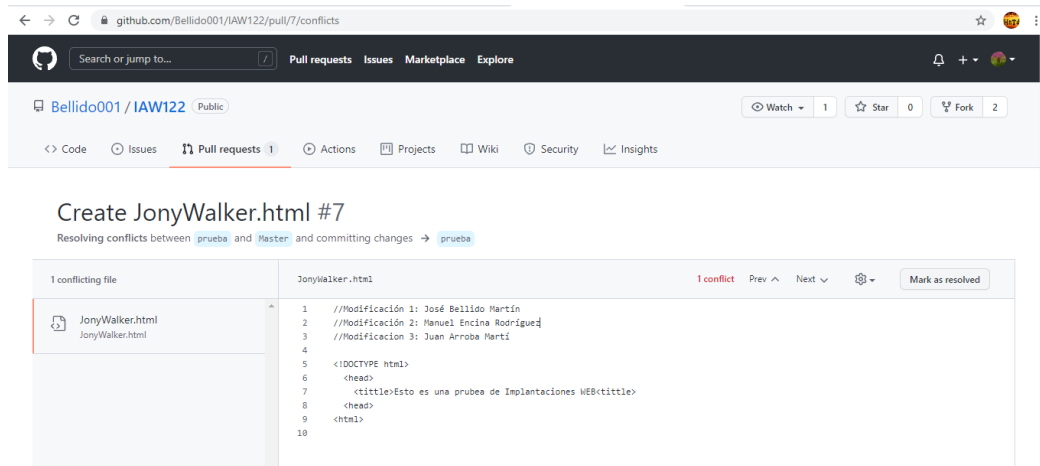 github.com/Bellido001/IAW122/pull/7/conflicts
Search or jump to... / Pull requests Issues Marketplace Explore
Bellido001 / IAW122 Public Watch 1 Star 0 Fork 2
<> Code Issues Pull requests 1 Actions Projects Wiki Security Insights
Create JonyWalker.html #7
Resolving conflicts between prueba and Master and committing changes → prueba
1 conflicting file
JonyWalker.html
JonyWalker.html
JonyWalker.html 1 conflict Prev Next Mark as resolved
1 //Modificación 1: José Bellido Martín
2 //Modificación 2: Manuel Encina Rodríguez
3 //Modificacion 3: Juan Arroba Martí
4
5 <!DOCTYPE html>
6 <head>
7 <tittle>Esto es una prubea de Implantaciones WEB<tittle>
8 <head>
9 <html>
10